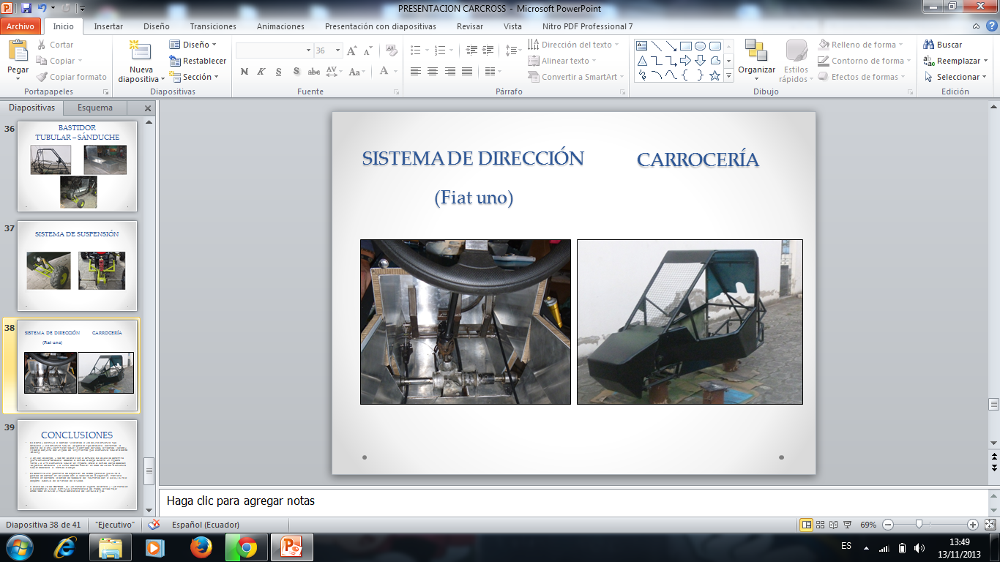 PRESENTACION CARCROSS - Microsoft PowerPoint
Archivo Inicio Insertar Diseño Transiciones Animaciones Presentación con diapositivas Revisar Vista Nitro PDF Professional 7
Pegar
Cortar
Copiar
Copiar formato
Portapapeles
Nueva diapositiva
Diseño
Restablecer
Sección
Diapositivas
36
N K S S abc AV Aa A
Fuente
Dirección del texto
Alinear texto
Convertir a SmartArt
Párrafo
Organizar
Estilos rápidos
Relleno de forma
Contorno de forma
Efectos de formas
Dibujo
Buscar
Reemplazar
Seleccionar
Edición
Diapositivas Esquema
36
BASTIDOR
TUBULAR – SÁNDUCHE
37
SISTEMA DE SUSPENSIÓN
38
SISTEMA DE DIRECCIÓN CARROCERÍA
(Fiat uno)
39
CONCLUSIONES
SISTEMA DE DIRECCIÓN CARROCERÍA
(Fiat uno)
Haga clic para agregar notas
Diapositiva 38 de 41 "Ejecutivo" Español (Ecuador) 69%
ES 13:49
13/11/2013